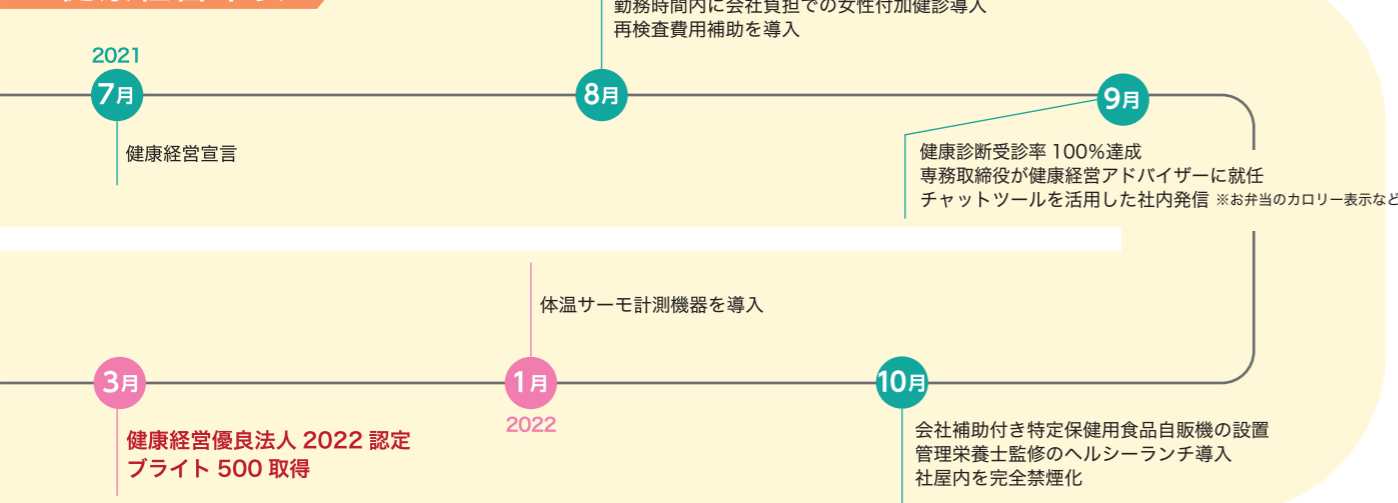 勤務時間内に会社負担での女性付加健診導入
再検査費用補助を導入
2021
7月
8月
9月
健康経営宣言
健康診断受診率 100%達成
専務取締役が健康経営アドバイザーに就任
チャットツールを活用した社内発信 ※お弁当のカロリー表示など
体温サーモ計測機器を導入
3月
1月
10月
2022
健康経営優良法人 2022 認定
ブライト 500 取得
会社補助付き特定保健用食品自販機の設置
管理栄養士監修のヘルシーランチ導入
社屋内を完全禁煙化